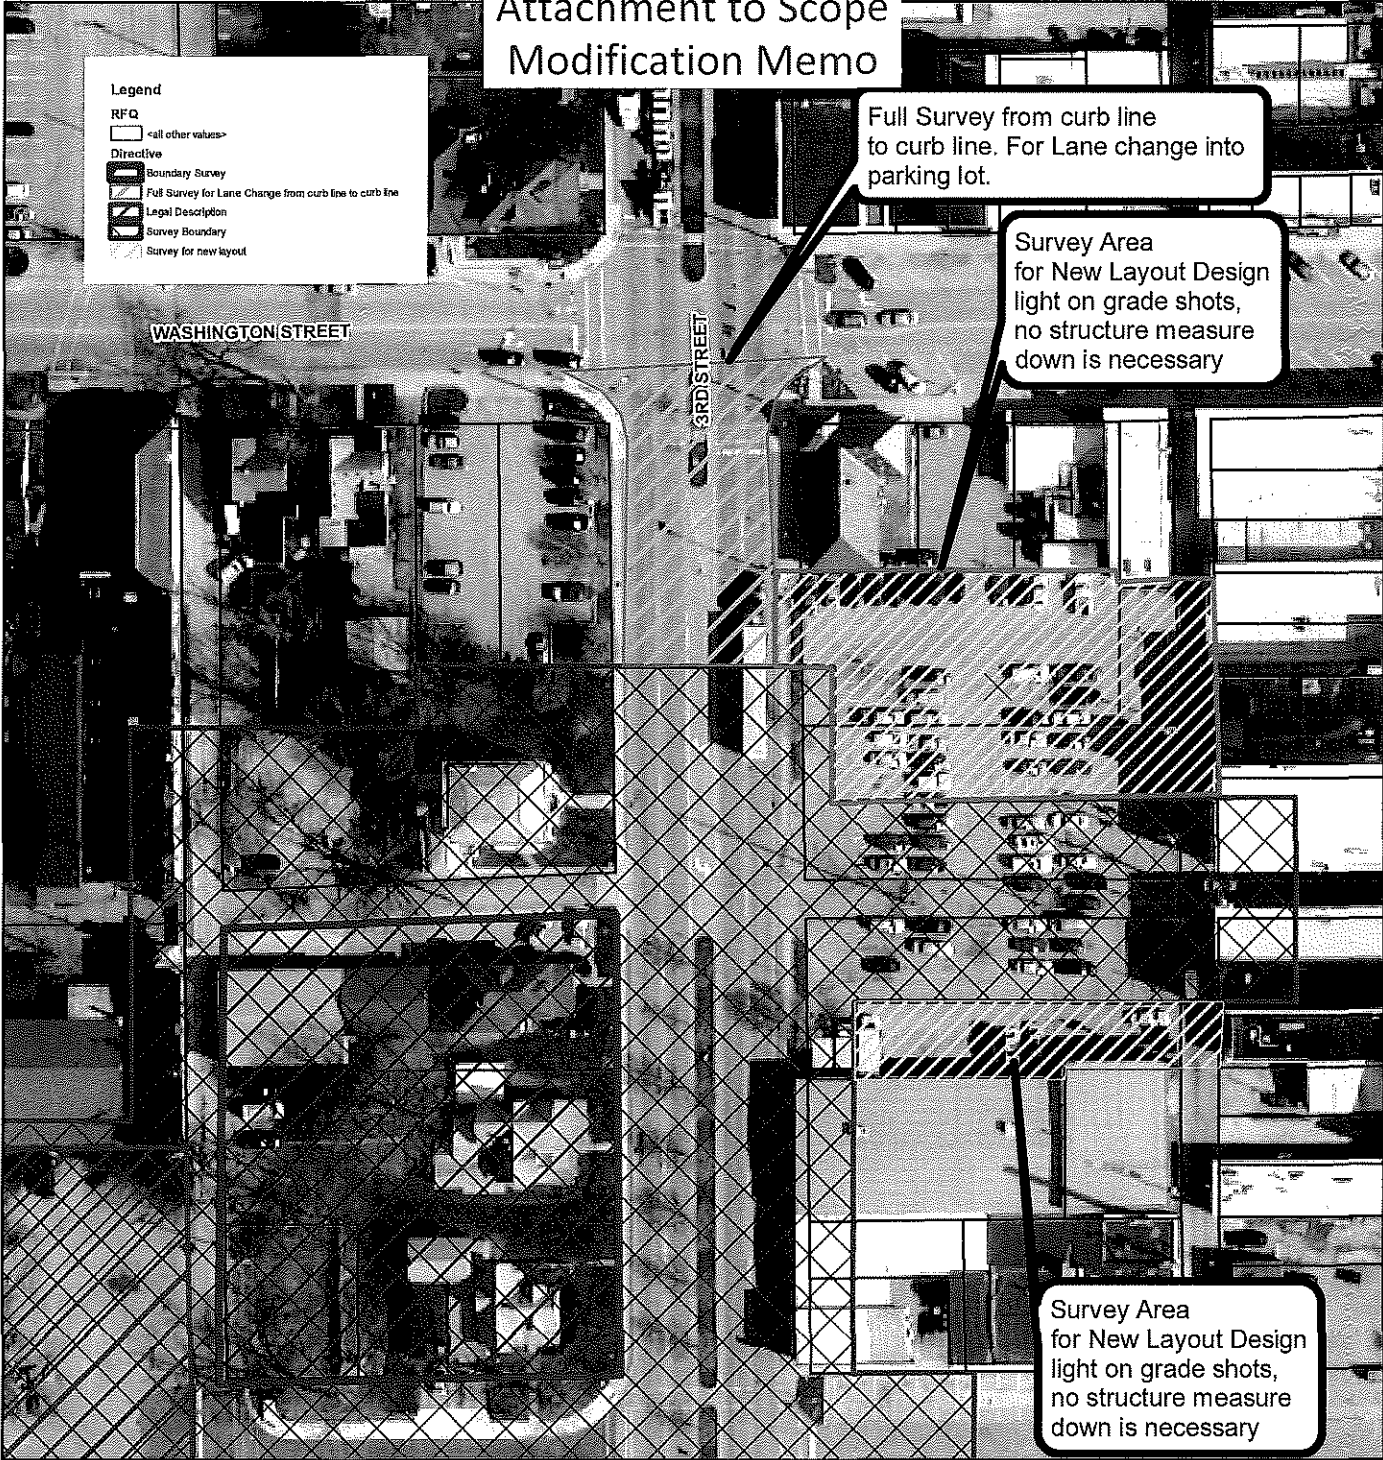 Attachment to Scope
Modification Memo
Legend
RFQ
<all other values>
Directive
Boundary Survey
Full Survey for Lane Change from curb line to curb line
Legal Description
Survey Boundary
Survey for new layout
Full Survey from curb line
to curb line. For Lane change into
parking lot.
Survey Area
for New Layout Design
light on grade shots,
no structure measure
down is necessary
WASHINGTON STREET
3RD STREET
Survey Area
for New Layout Design
light on grade shots,
no structure measure
down is necessary